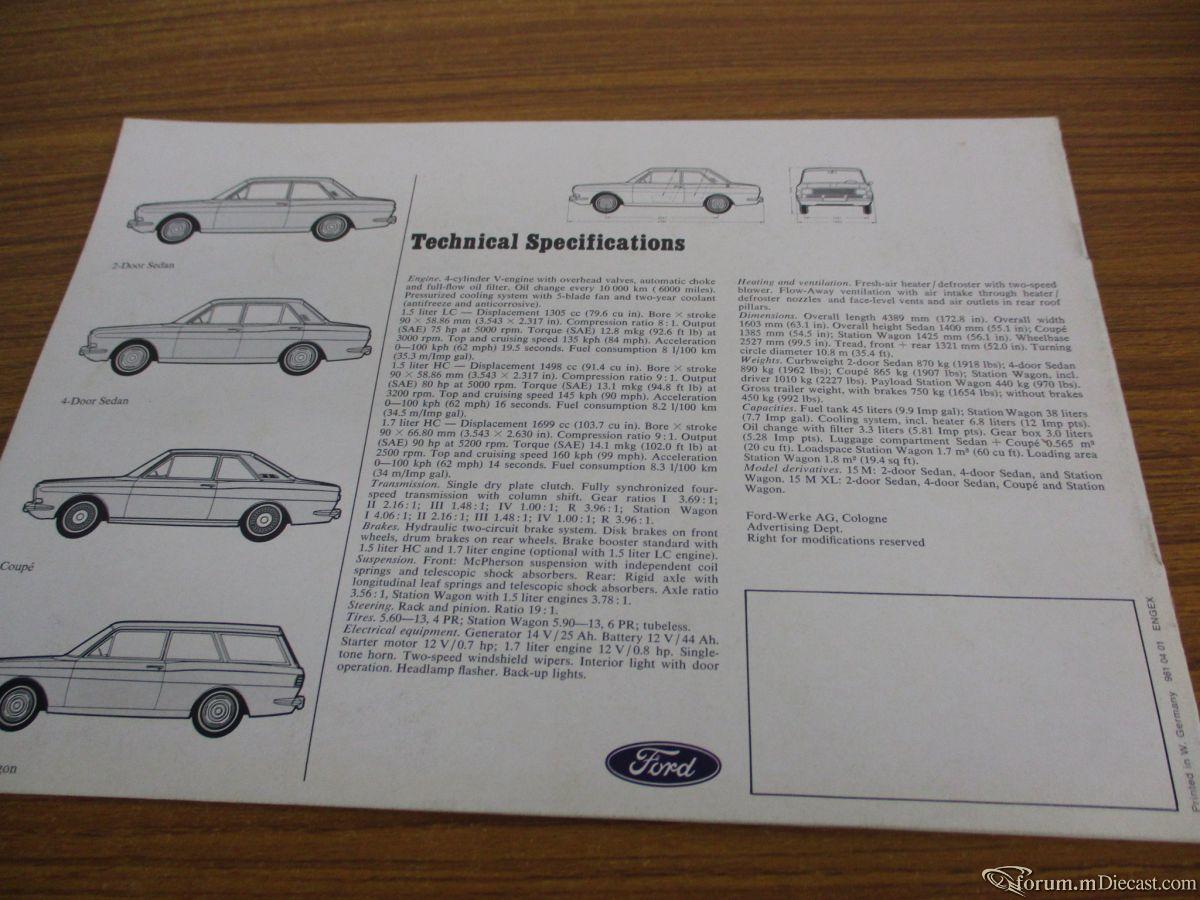 2-Door Sedan
4-Door Sedan
Coupé
gon
Technical Specifications
Engine. 4-cylinder V-engine with overhead valves, automatic choke
and full-flow oil filter. Oil change every 10 000 km ( 6000 miles).
Pressurized cooling system with 5-blade fan and two-year coolant
(antifreeze and anticorrosive).
1.5 liter LC — Displacement 1305 cc (79.6 cu in). Bore × stroke
90 × 58.86 mm (3.543 × 2.317 in). Compression ratio 8 : 1. Output
(SAE) 75 hp at 5000 rpm. Torque (SAE) 12.8 mkg (92.6 ft lb) at
3000 rpm. Top and cruising speed 135 kph (84 mph). Acceleration
0—100 kph (62 mph) 19.5 seconds. Fuel consumption 8 l/100 km
(35.3 m/Imp gal).
1.5 liter HC — Displacement 1498 cc (91.4 cu in). Bore × stroke
90 × 58.86 mm (3.543 × 2.317 in). Compression ratio 9 : 1. Output
(SAE) 80 hp at 5000 rpm. Torque (SAE) 13.1 mkg (94.8 ft lb) at
3200 rpm. Top and cruising speed 145 kph (90 mph). Acceleration
0—100 kph (62 mph) 16 seconds. Fuel consumption 8.2 l/100 km
(34.5 m/Imp gal).
1.7 liter HC — Displacement 1699 cc (103.7 cu in). Bore × stroke
90 × 66.80 mm (3.543 × 2.630 in). Compression ratio 9 : 1. Output
(SAE) 90 hp at 5200 rpm. Torque (SAE) 14.1 mkg (102.0 ft lb) at
2500 rpm. Top and cruising speed 160 kph (99 mph). Acceleration
0—100 kph (62 mph) 14 seconds. Fuel consumption 8.3 l/100 km
(34 m/Imp gal).
Transmission. Single dry plate clutch. Fully synchronized four-
speed transmission with column shift. Gear ratios I 3.69 : 1;
II 2.16 : 1; III 1.48 : 1; IV 1.00 : 1; R 3.96 : 1; Station Wagon
I 4.06 : 1; II 2.16 : 1; III 1.48 : 1; IV 1.00 : 1; R 3.96 : 1.
Brakes. Hydraulic two-circuit brake system. Disk brakes on front
wheels, drum brakes on rear wheels. Brake booster standard with
1.5 liter HC and 1.7 liter engine (optional with 1.5 liter LC engine).
Suspension. Front: McPherson suspension with independent coil
springs and telescopic shock absorbers. Rear: Rigid axle with
longitudinal leaf springs and telescopic shock absorbers. Axle ratio
3.56 : 1, Station Wagon with 1.5 liter engines 3.78 : 1.
Steering. Rack and pinion. Ratio 19 : 1.
Tires. 5.60—13, 4 PR; Station Wagon 5.90—13, 6 PR; tubeless.
Electrical equipment. Generator 14 V / 25 Ah. Battery 12 V / 44 Ah.
Starter motor 12 V / 0.7 hp; 1.7 liter engine 12 V / 0.8 hp. Single-
tone horn. Two-speed windshield wipers. Interior light with door
operation. Headlamp flasher. Back-up lights.
Heating and ventilation. Fresh-air heater / defroster with two-speed
blower. Flow-Away ventilation with air intake through heater /
defroster nozzles and face-level vents and air outlets in rear roof
pillars.
Dimensions. Overall length 4389 mm (172.8 in). Overall width
1603 mm (63.1 in). Overall height Sedan 1400 mm (55.1 in); Coupé
1385 mm (54.5 in); Station Wagon 1425 mm (56.1 in). Wheelbase
2527 mm (99.5 in). Tread, front + rear 1321 mm (52.0 in). Turning
circle diameter 10.8 m (35.4 ft).
Weights. Curbweight 2-door Sedan 870 kg (1918 lbs); 4-door Sedan
890 kg (1962 lbs); Coupé 865 kg (1907 lbs); Station Wagon, incl.
driver 1010 kg (2227 lbs). Payload Station Wagon 440 kg (970 lbs).
Gross trailer weight, with brakes 750 kg (1654 lbs); without brakes
450 kg (992 lbs).
Capacities. Fuel tank 45 liters (9.9 Imp gal); Station Wagon 38 liters
(7.7 Imp gal). Cooling system, incl. heater 6.8 liters (12 Imp pts).
Oil change with filter 3.3 liters (5.81 Imp pts). Gear box 3.0 liters
(5.28 Imp pts). Luggage compartment Sedan + Coupé 0.565 m³
(20 cu ft). Loadspace Station Wagon 1.7 m³ (60 cu ft). Loading area
Station Wagon 1.8 m² (19.4 sq ft).
Model derivatives. 15 M: 2-door Sedan, 4-door Sedan, and Station
Wagon. 15 M XL: 2-door Sedan, 4-door Sedan, Coupé and Station
Wagon.
Ford-Werke AG, Cologne
Advertising Dept.
Right for modifications reserved
Ford
Printed in W. Germany 981 04 01 ENGEX
forum.mDiecast.com